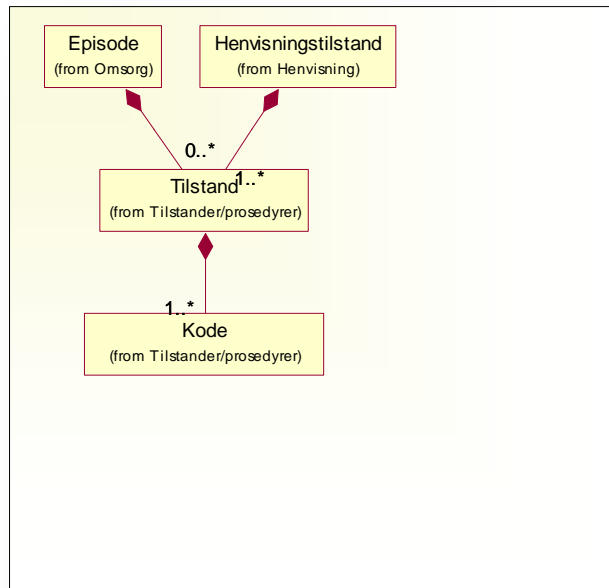 Episode
(from Omsorg)
Henvisningstilstand
(from Henvisning)
0..*
1..*
Tilstand
(from Tilstander/prosedyrer)
1..*
Kode
(from Tilstander/prosedyrer)